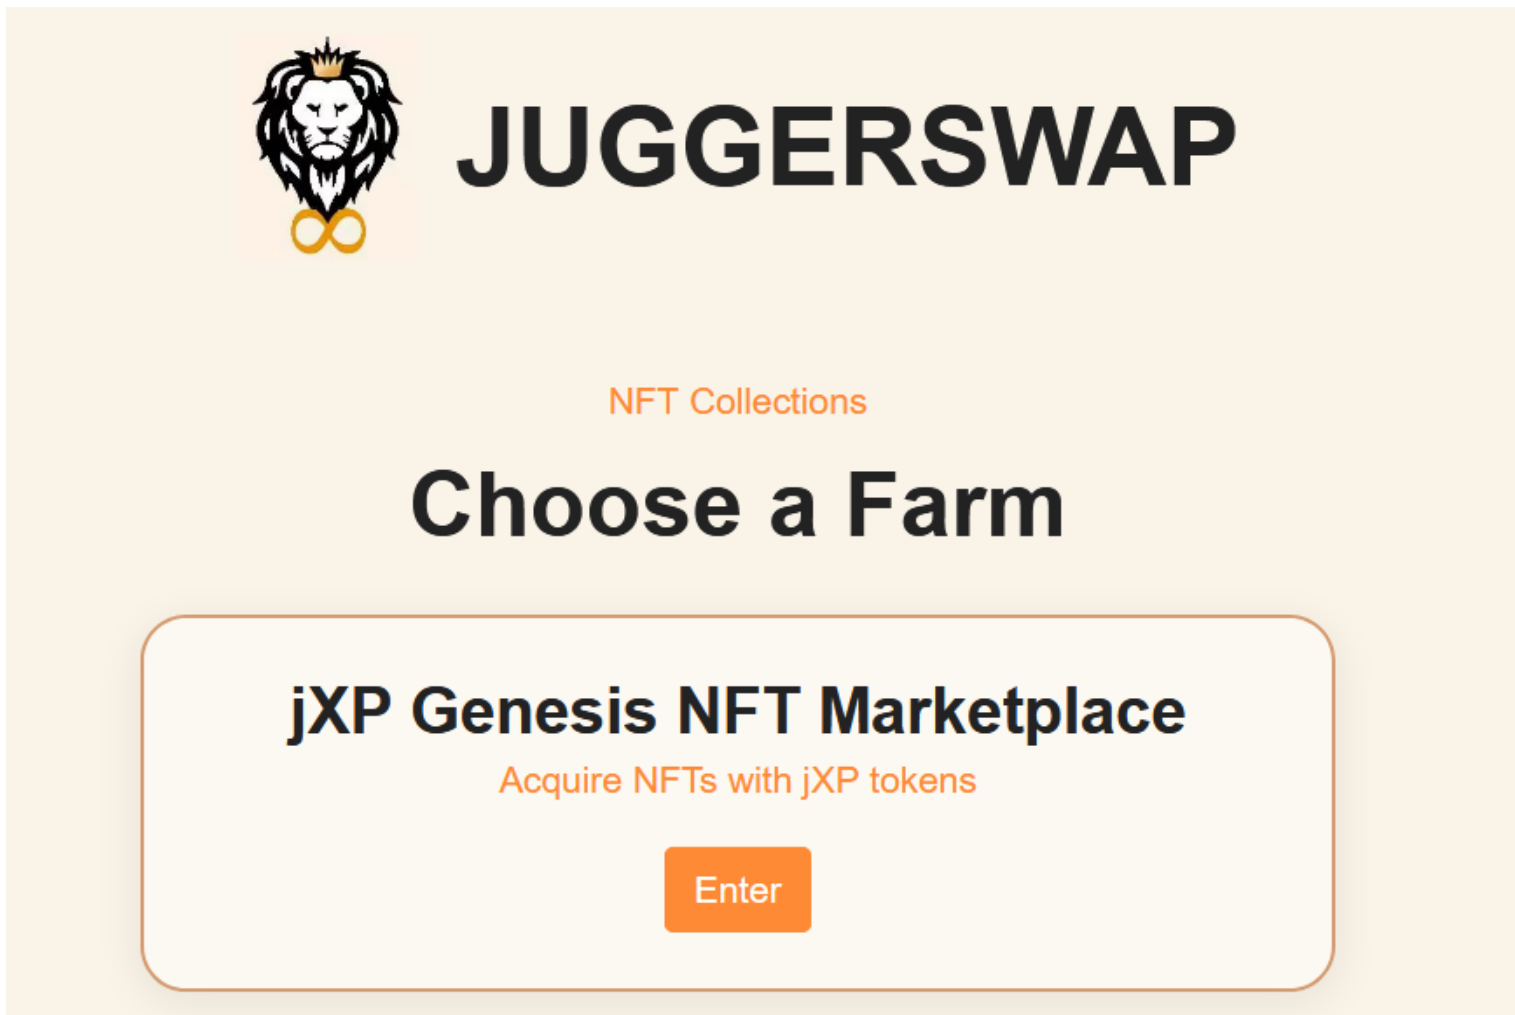 JUGGERSWAP
NFT Collections
Choose a Farm
jXP Genesis NFT Marketplace
Acquire NFTs with jXP tokens
Enter